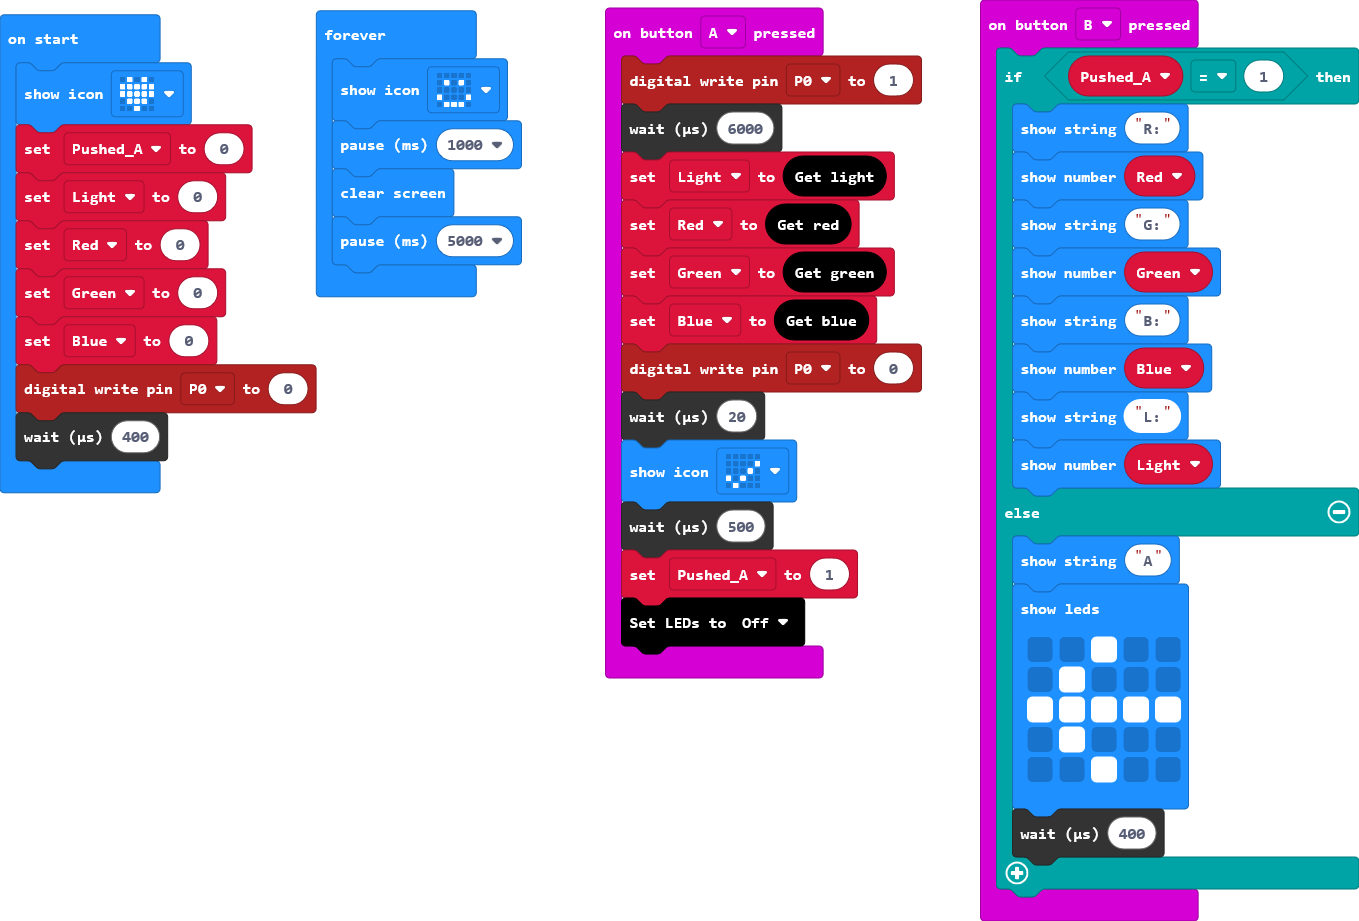 on start
show icon
set Pushed_A to 0
set Light to 0
set Red to 0
set Green to 0
set Blue to 0
digital write pin P0 to 0
wait (µs) 400
forever
show icon
pause (ms) 1000
clear screen
pause (ms) 5000
on button A pressed
digital write pin P0 to 1
wait (µs) 6000
set Light to Get light
set Red to Get red
set Green to Get green
set Blue to Get blue
digital write pin P0 to 0
wait (µs) 20
show icon
wait (µs) 500
set Pushed_A to 1
Set LEDs to Off
on button B pressed
if Pushed_A = 1 then
show string "R:"
show number Red
show string "G:"
show number Green
show string "B:"
show number Blue
show string "L:"
show number Light
else
show string "A"
show leds
wait (µs) 400